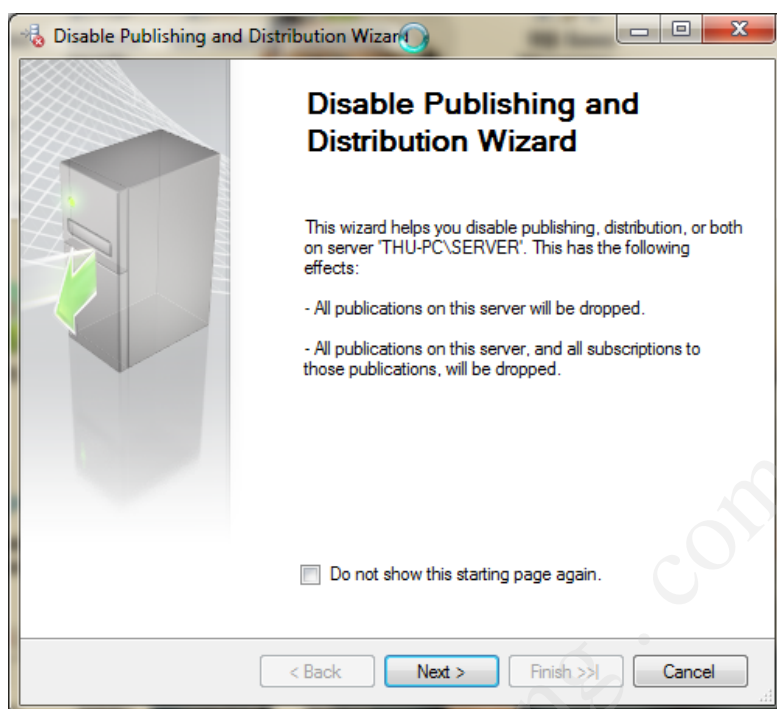 Disable Publishing and Distribution Wizard
Disable Publishing and
Distribution Wizard
This wizard helps you disable publishing, distribution, or both
on server 'THU-PC\SERVER'. This has the following
effects:
- All publications on this server will be dropped.
- All publications on this server, and all subscriptions to
those publications, will be dropped.
Do not show this starting page again.
< Back
Next >
Finish >>|
Cancel
ng.com